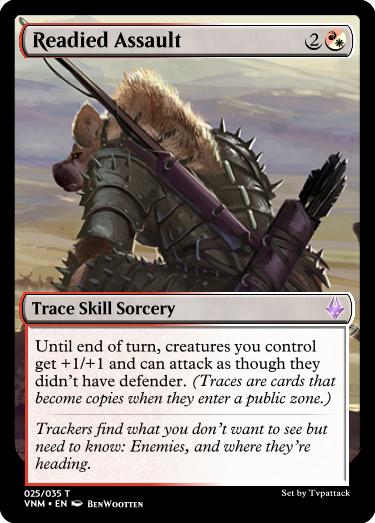 Readied Assault 2
Trace Skill Sorcery
Until end of turn, creatures you control
get +1/+1 and can attack as though they
didn't have defender. (Traces are cards that
become copies when they enter a public zone.)
Trackers find what you don't want to see but
need to know: Enemies, and where they're
heading.
025/035 T
Set by Tvpattack
VNM • EN BenWootten